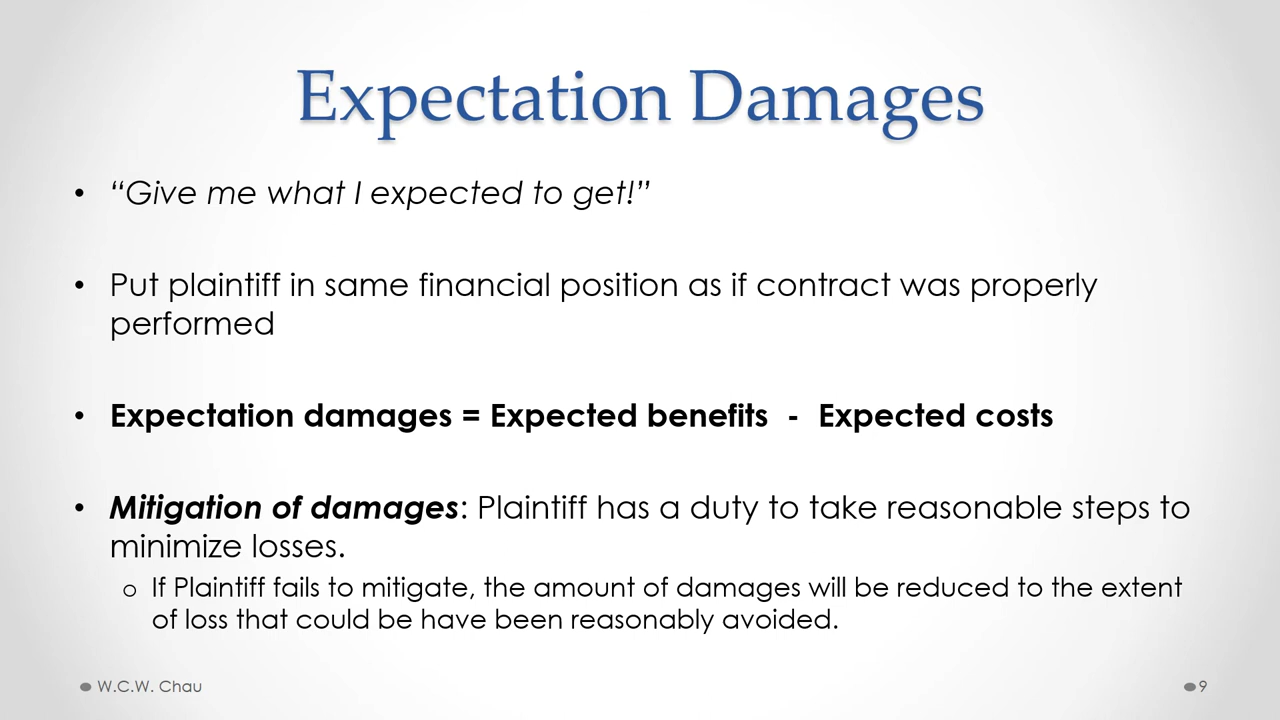 Expectation Damages
• “Give me what I expected to get!”
• Put plaintiff in same financial position as if contract was properly
performed
• Expectation damages = Expected benefits - Expected costs
• Mitigation of damages: Plaintiff has a duty to take reasonable steps to
minimize losses.
o If Plaintiff fails to mitigate, the amount of damages will be reduced to the extent
of loss that could be have been reasonably avoided.
W.C.W. Chau
9